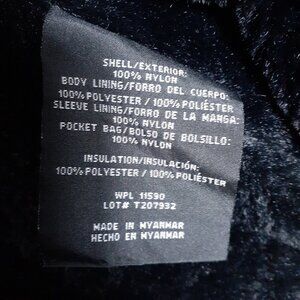 SHELL/EXTERIOR:
100% NYLON
BODY LINING/FORRO DEL CUERPO:
100% POLYESTER / 100% POLIÉSTER
SLEEVE LINING/FORRO DE LA MANGA:
100% NYLON
POCKET BAG/BOLSO DE BOLSILLO:
100% NYLON
INSULATION/INSULACIÓN:
100% POLYESTER / 100% POLIÉSTER
WPL 11590
LOT# T207932
MADE IN MYANMAR
HECHO EN MYANMAR